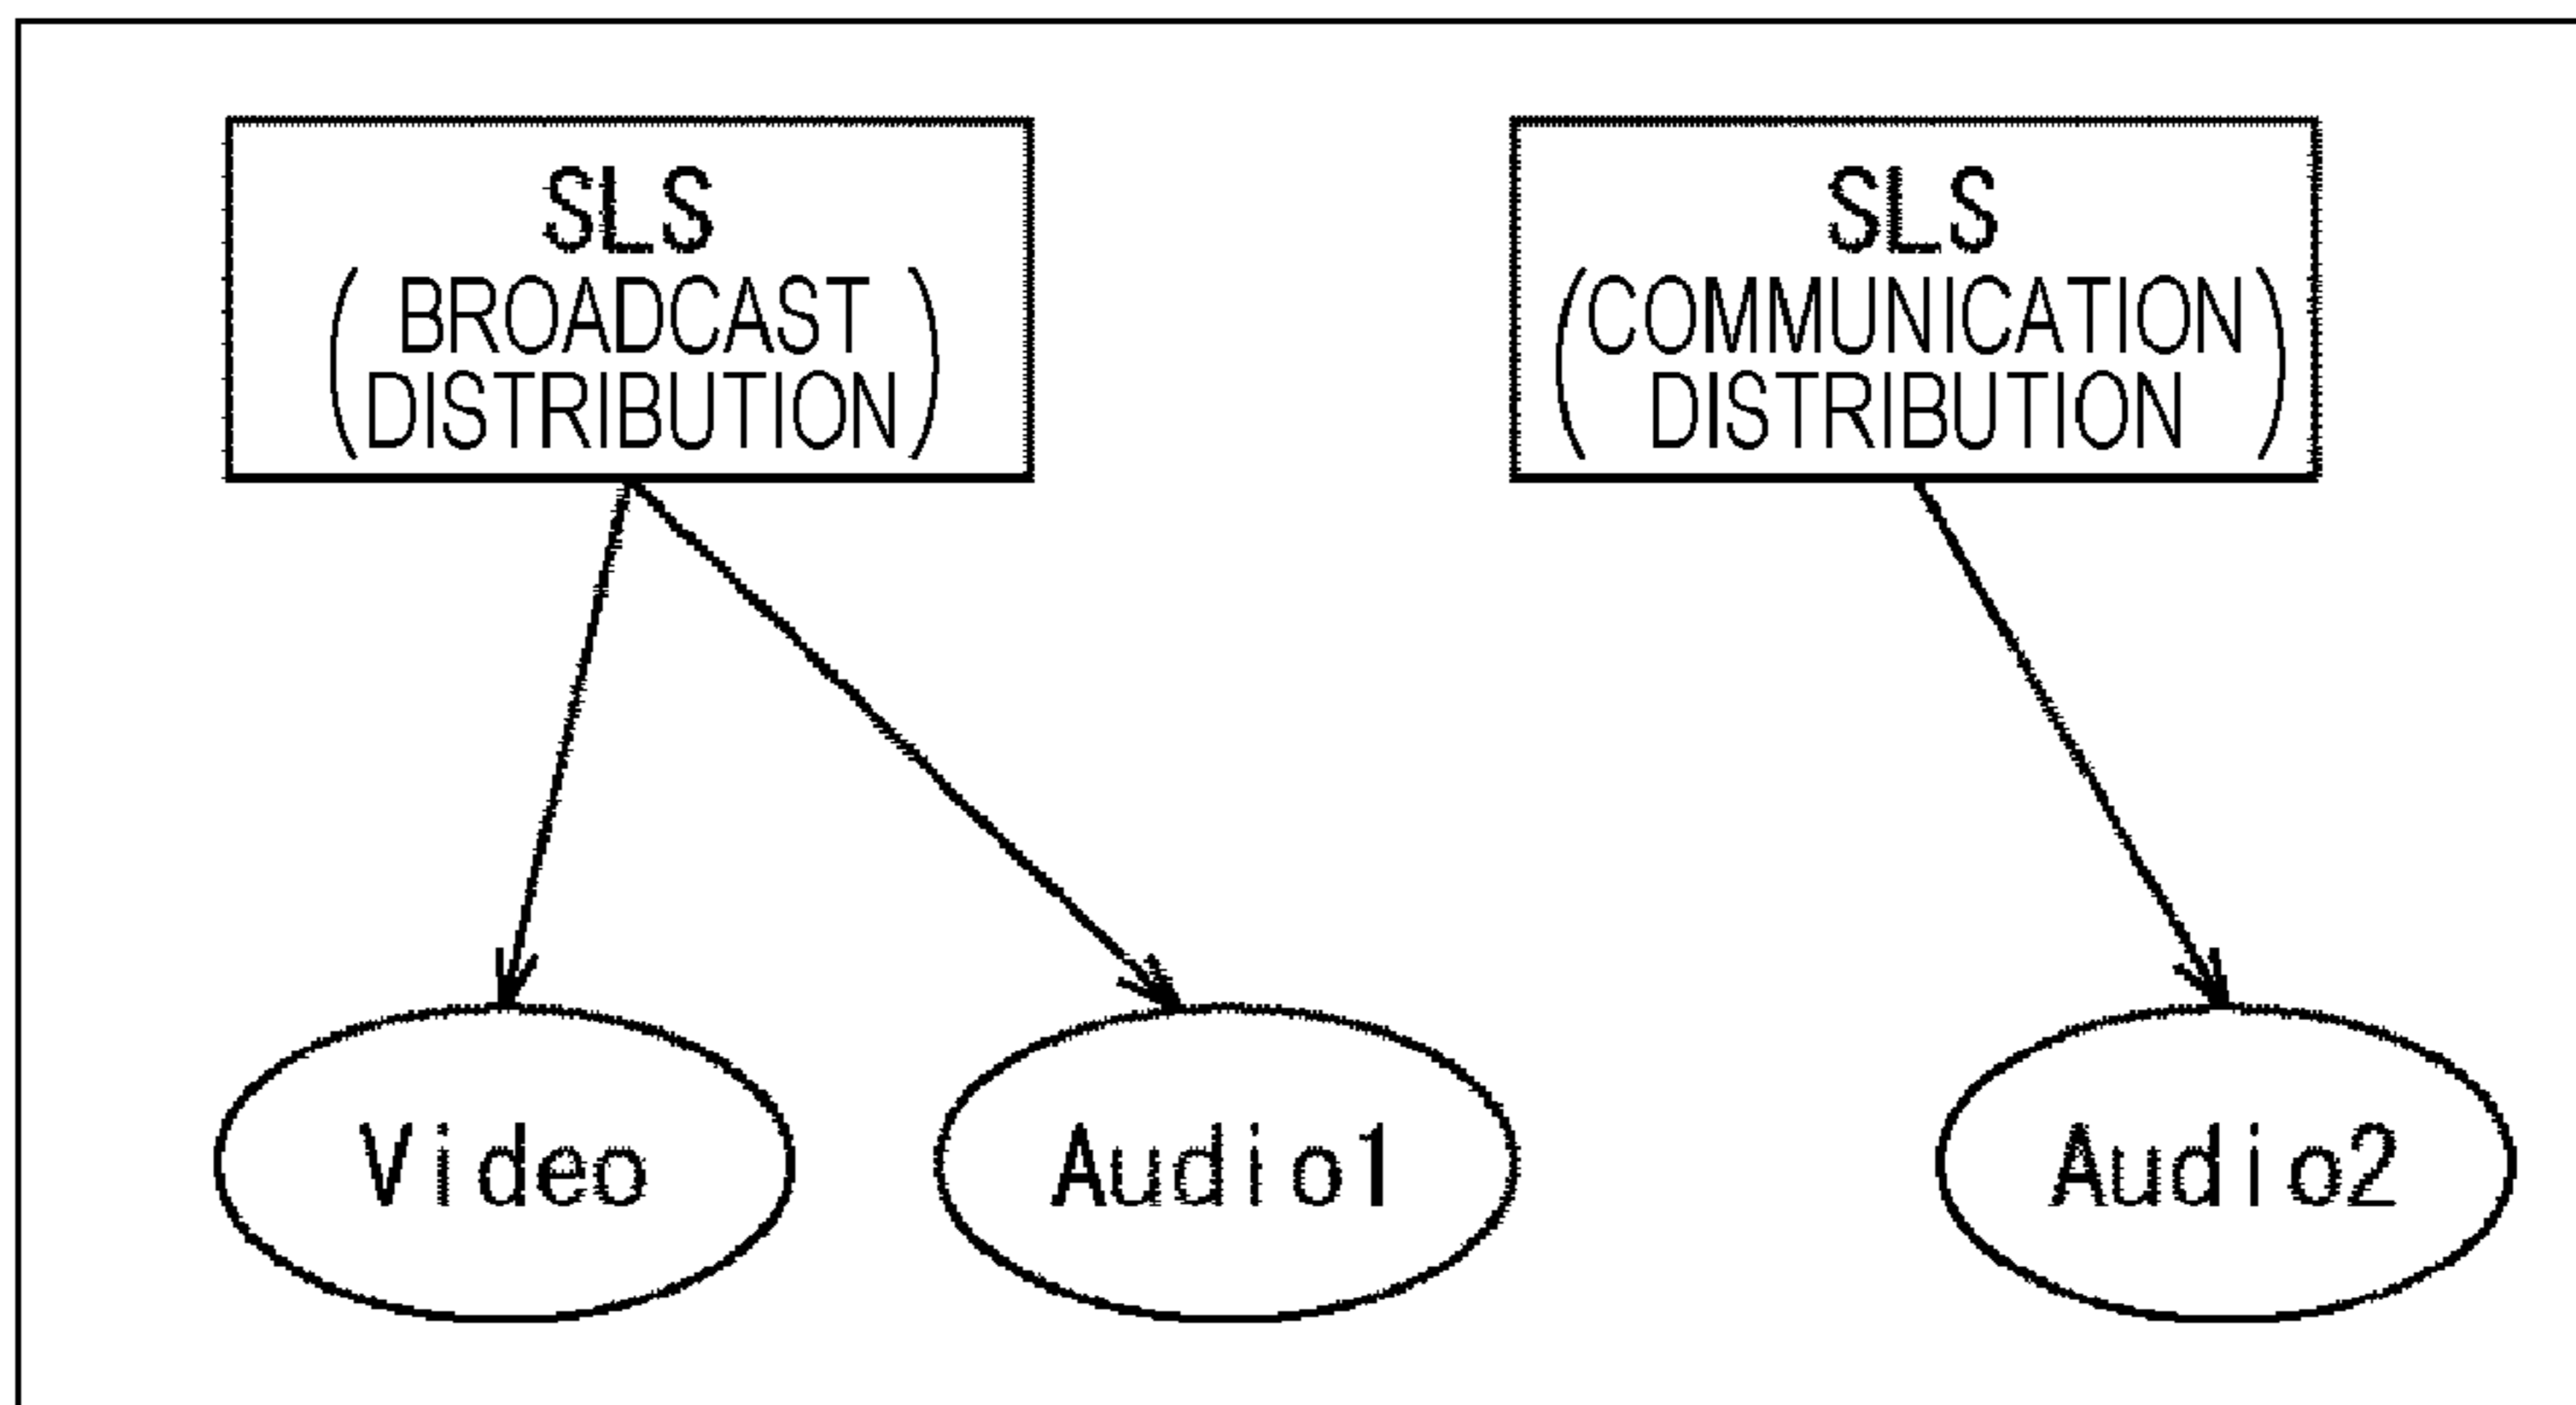 SLS
(BROADCAST
DISTRIBUTION)
SLS
(COMMUNICATION
DISTRIBUTION)
Video
Audio1
Audio2